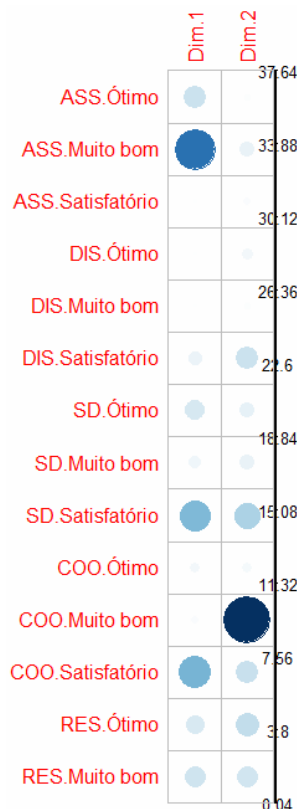 Dim.1 Dim.2
37.64
ASS.Ótimo
ASS.Muito bom 33.88
ASS.Satisfatório
30.12
DIS.Ótimo
26.36
DIS.Muito bom
DIS.Satisfatório
22.6
SD.Ótimo
18.84
SD.Muito bom
SD.Satisfatório 15.08
COO.Ótimo
11.32
COO.Muito bom
7.56
COO.Satisfatório
RES.Ótimo
3.8
RES.Muito bom
0.04